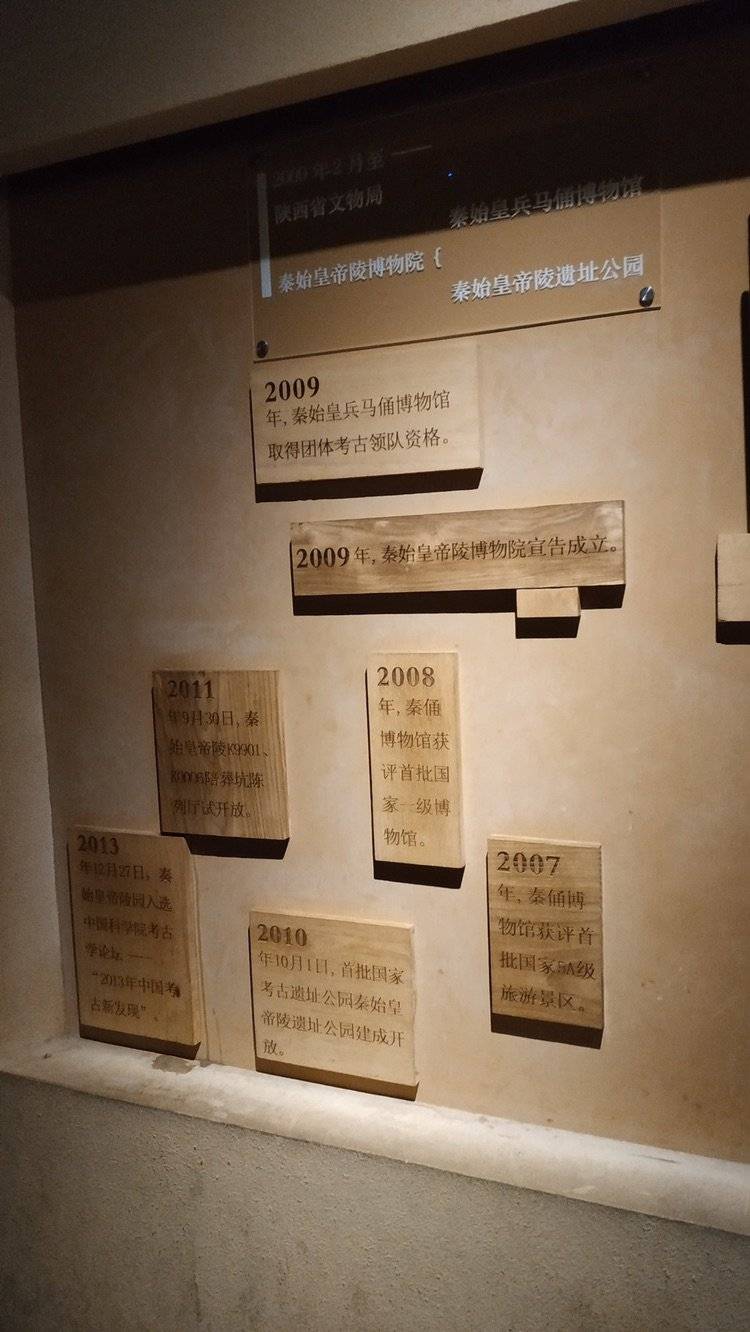 2009年2月至——
陕西省文物局
秦始皇兵马俑博物馆
秦始皇帝陵博物院{
秦始皇帝陵遗址公园
2009
年,秦始皇兵马俑博物馆
取得团体考古领队资格。
2009年,秦始皇帝陵博物院宣告成立。
2011
年9月30日,秦
始皇帝陵K9901、
K0006陪葬坑陈
列厅试开放。
2008
年,秦俑
博物馆获
评首批国
家一级博
物馆。
2013
年12月27日,秦
始皇帝陵园入选
中国科学院考古
学论坛——
“2013年中国考
古新发现”。
2010
年10月1日,首批国家
考古遗址公园秦始皇
帝陵遗址公园建成开
放。
2007
年,秦俑博
物馆获评首
批国家5A级
旅游景区。